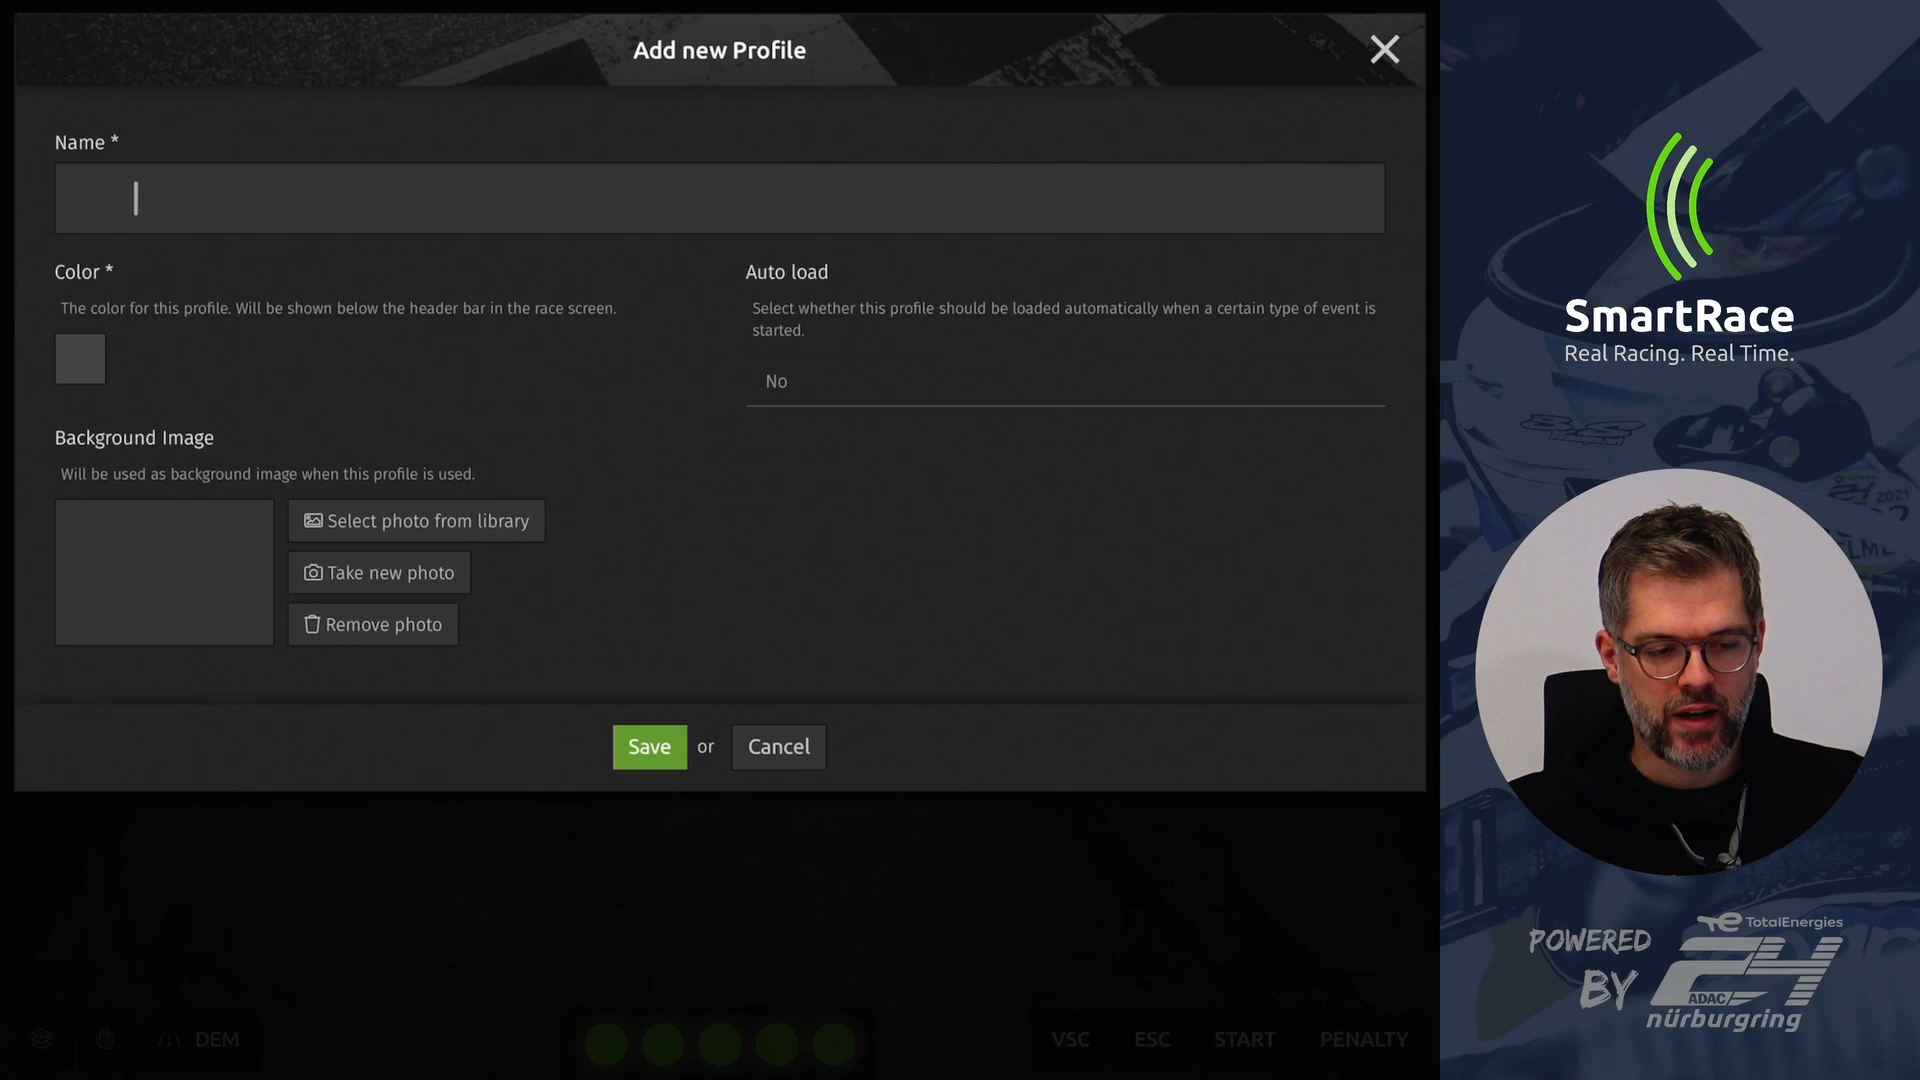 Add new Profile
Name *
Color *
The color for this profile. Will be shown below the header bar in the race screen.
Auto load
Select whether this profile should be loaded automatically when a certain type of event is
started.
No
Background Image
Will be used as background image when this profile is used.
Select photo from library
Take new photo
Remove photo
Save or Cancel
DEM
VSC ESC START PENALTY
SmartRace
Real Racing. Real Time.
2021
POWERED
BY
TotalEnergies
24
ADAC
nürburgring